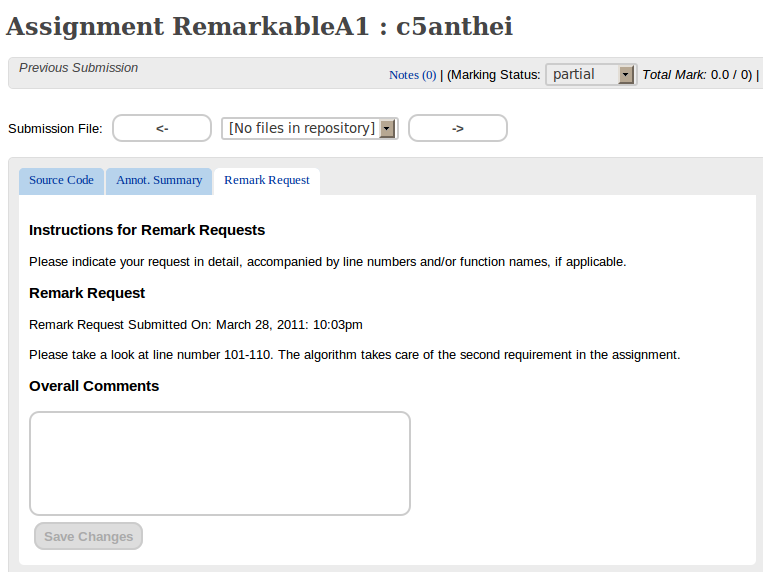 Assignment RemarkableA1 : c5anthei
Previous Submission
Notes (0) | (Marking Status: partial Total Mark: 0.0 / 0) |
Submission File: <- [No files in repository] ->
Source Code Annot. Summary Remark Request
Instructions for Remark Requests
Please indicate your request in detail, accompanied by line numbers and/or function names, if applicable.
Remark Request
Remark Request Submitted On: March 28, 2011: 10:03pm
Please take a look at line number 101-110. The algorithm takes care of the second requirement in the assignment.
Overall Comments
Save Changes